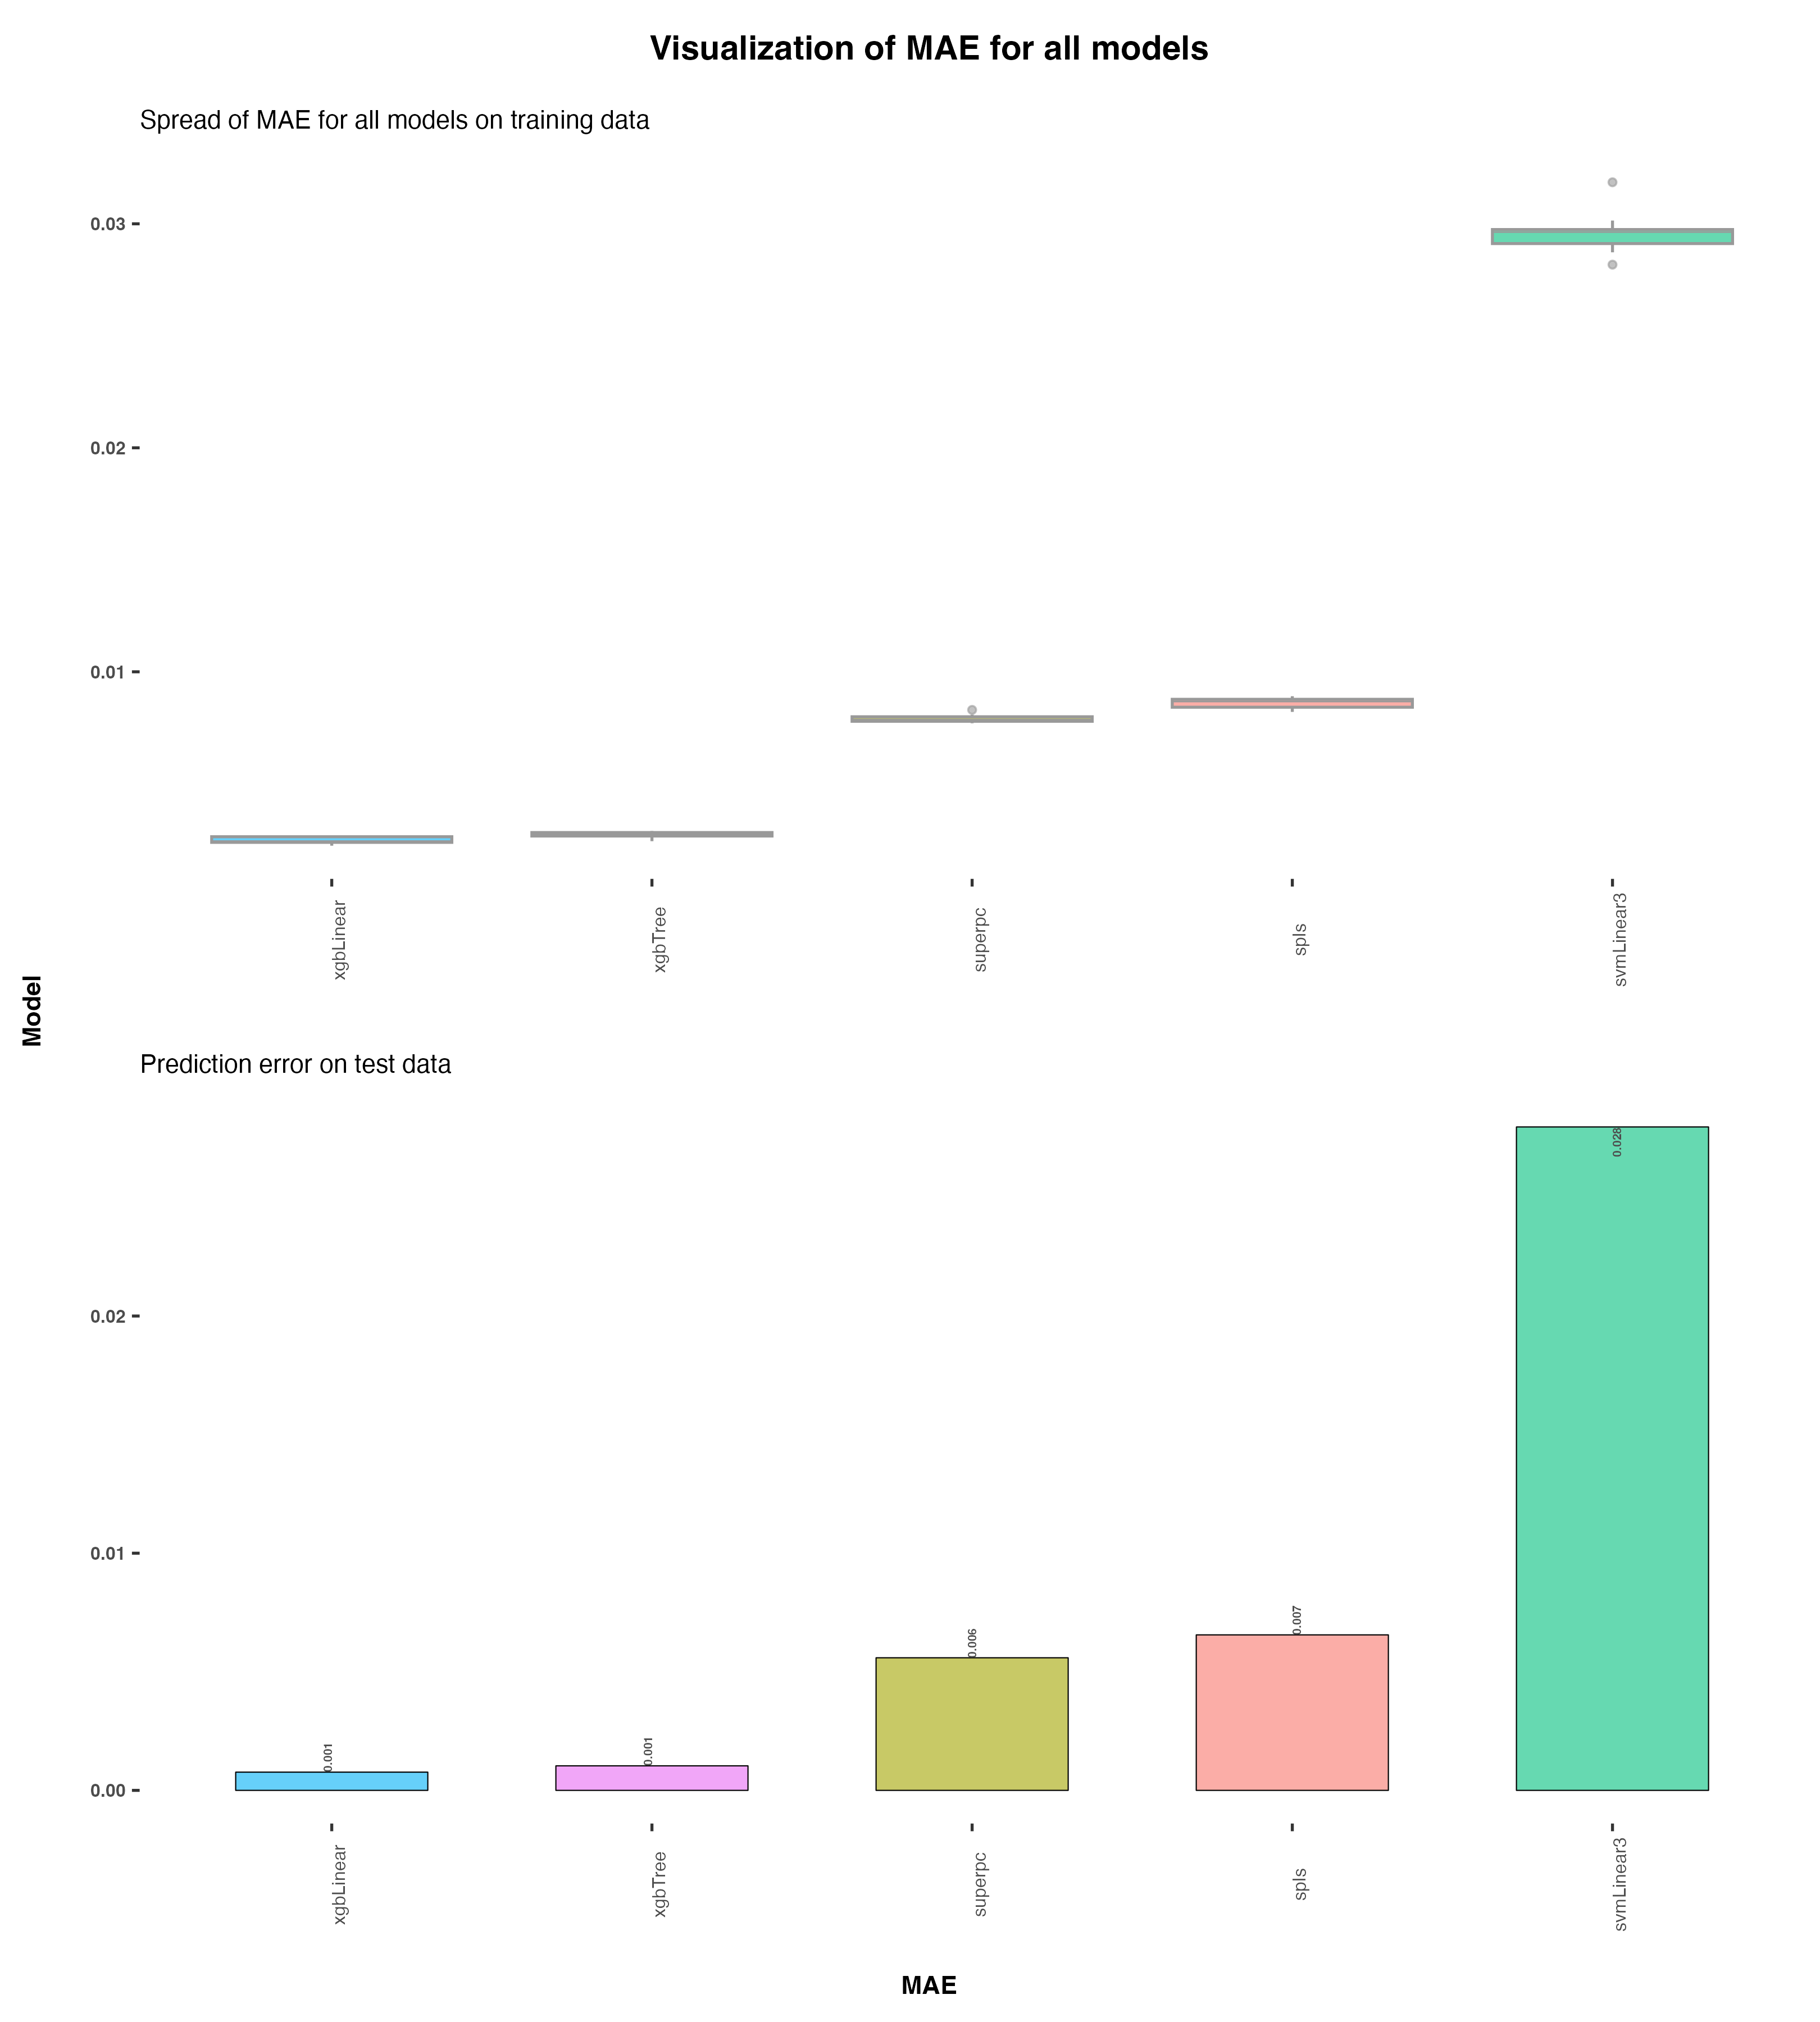 Visualization of MAE for all models
Spread of MAE for all models on training data
0.03
0.02
0.01
xgbLinear
xgbTree
superpc
spls
svmLinear3
Model
Prediction error on test data
0.02
0.01
0.00
0.001
0.001
0.006
0.007
0.028
xgbLinear
xgbTree
superpc
spls
svmLinear3
MAE